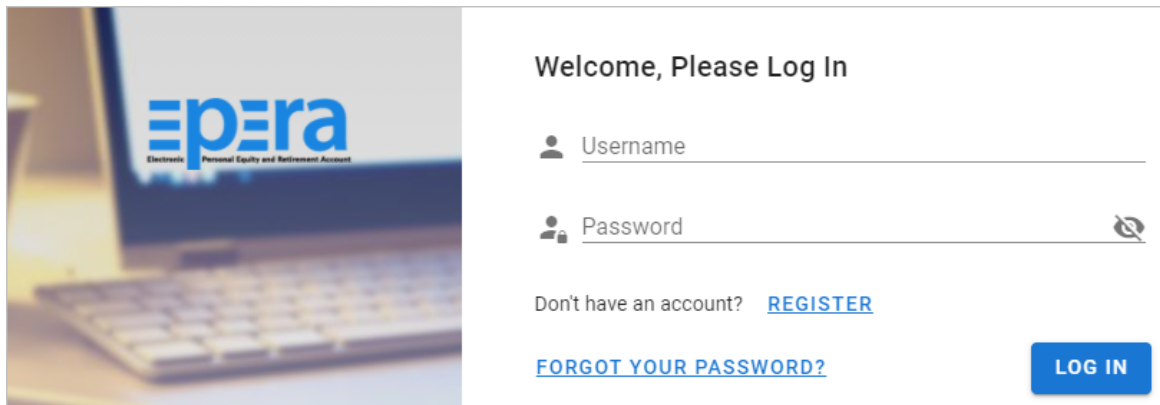 Epera
Electronic Personal Equity and Retirement Account
Welcome, Please Log In
Username
Password
Don't have an account? REGISTER
FORGOT YOUR PASSWORD? LOG IN